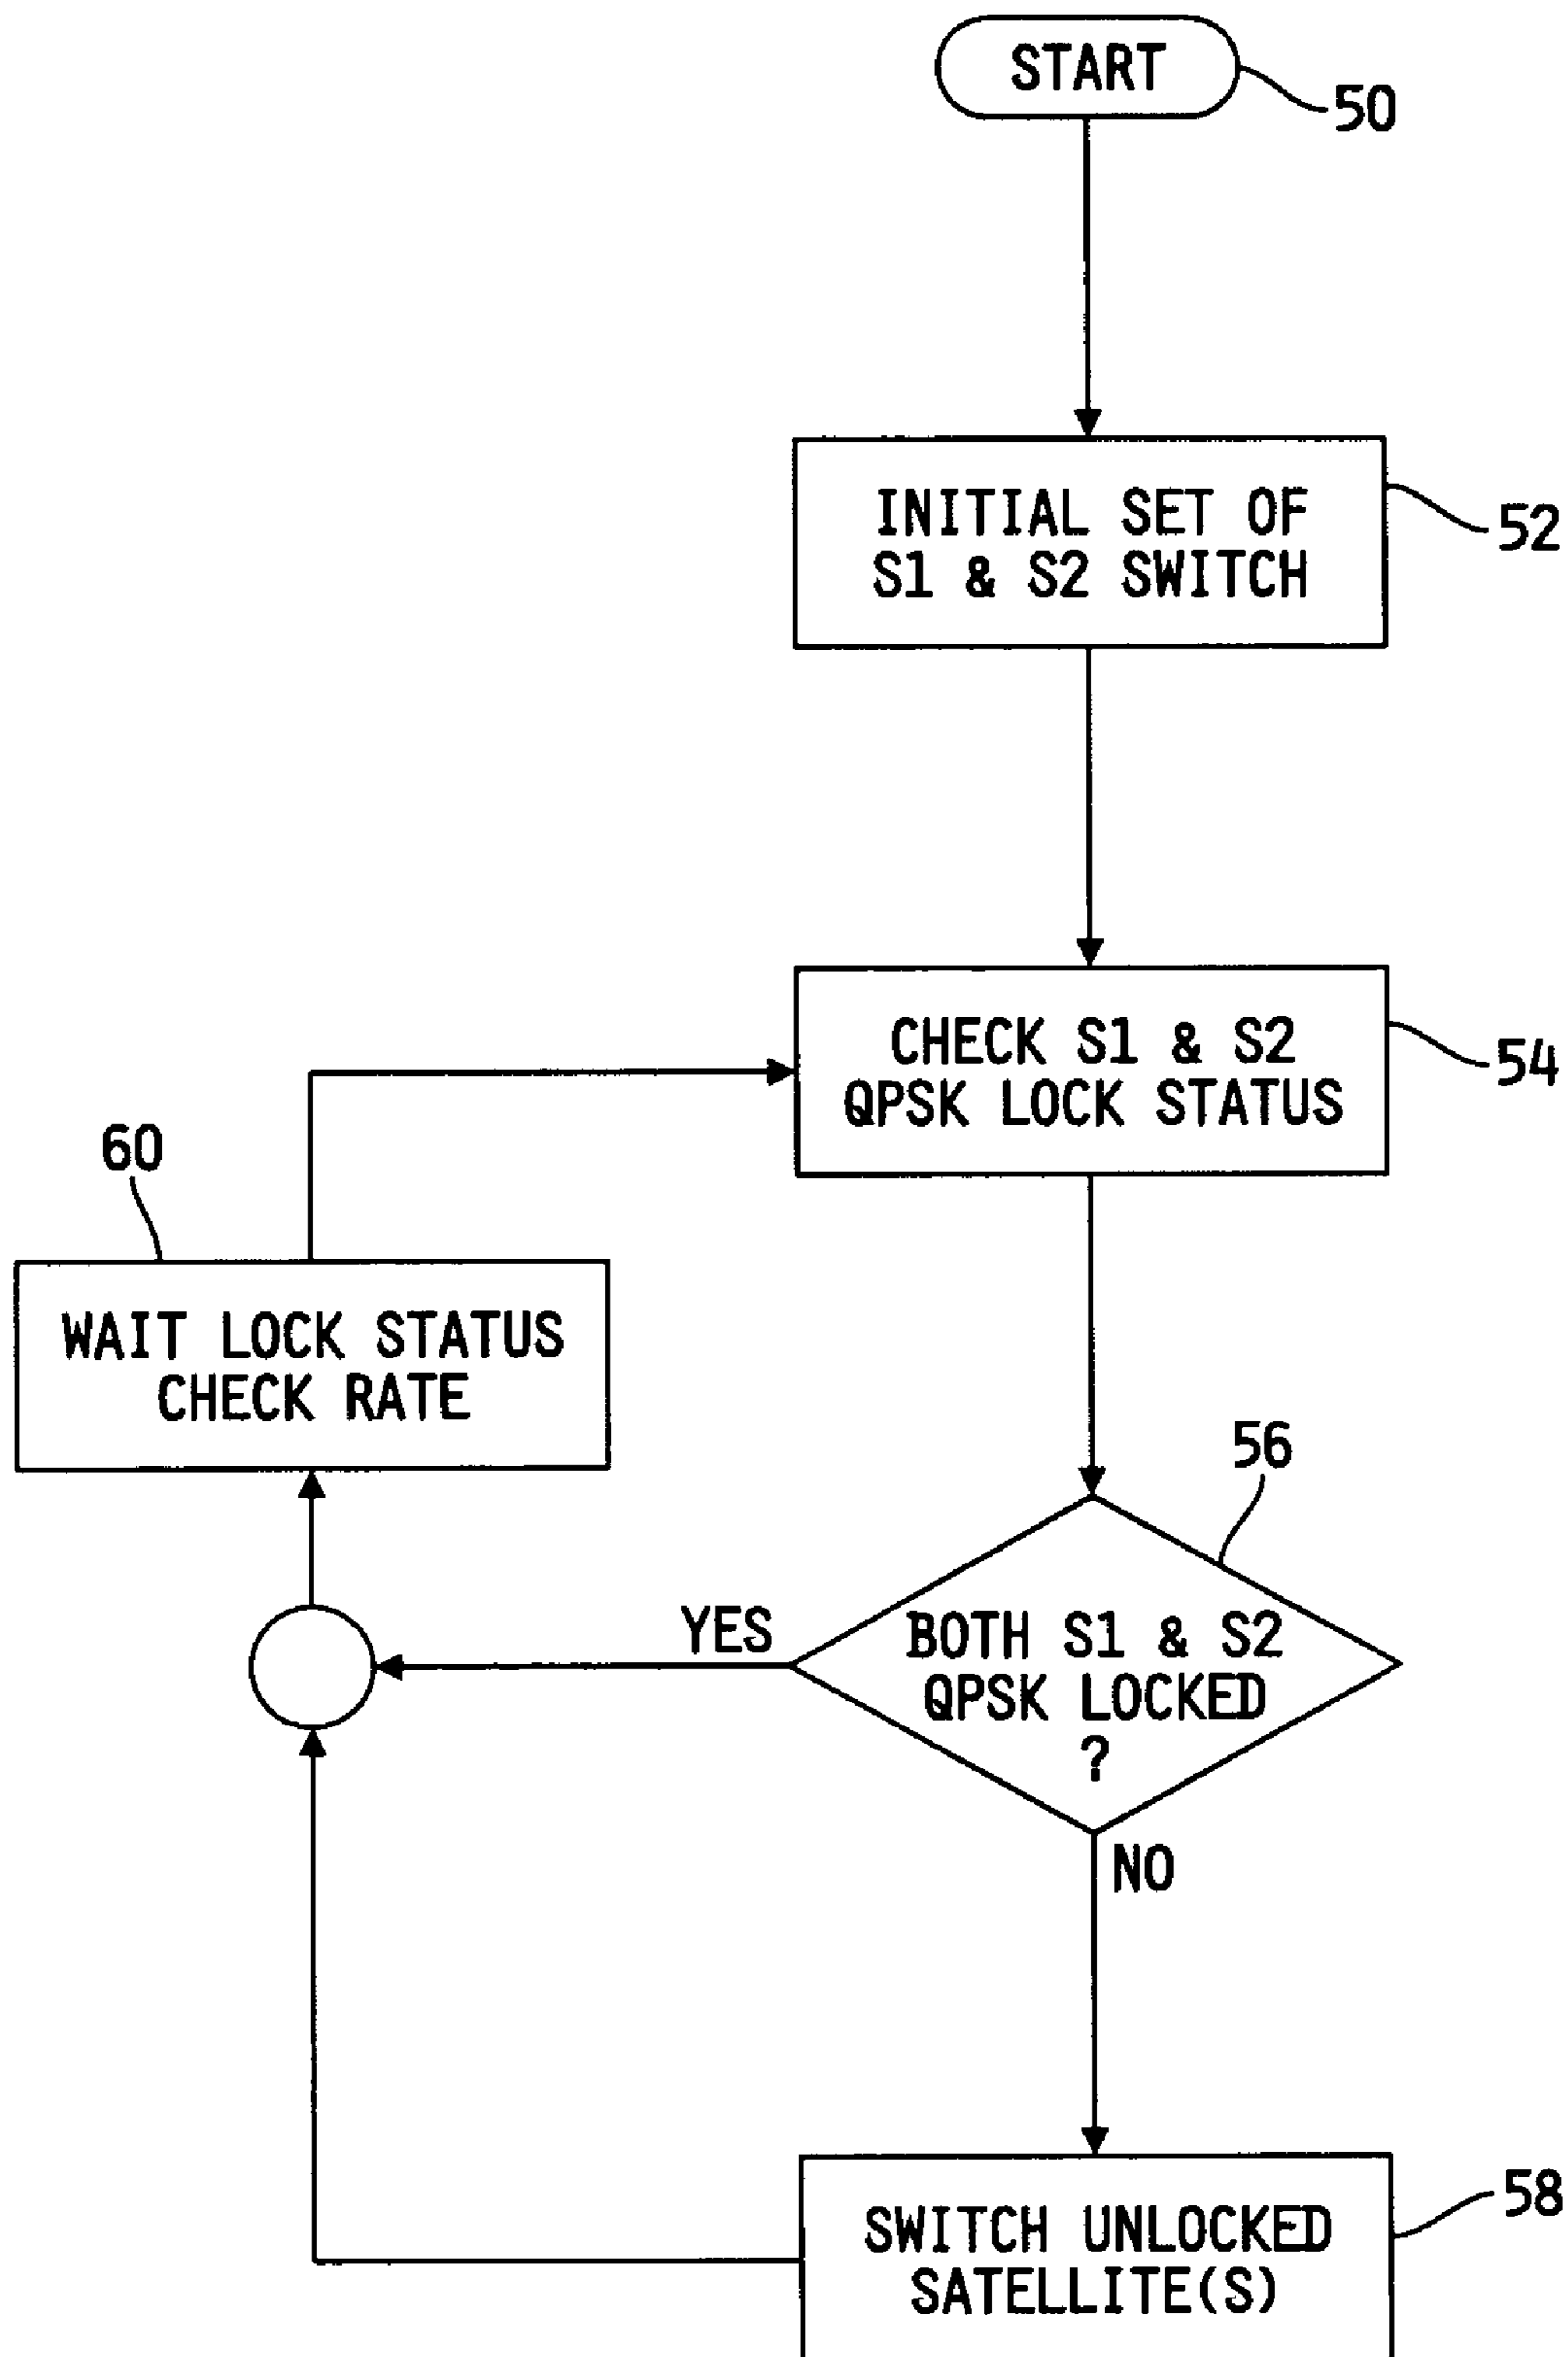 START
50
INITIAL SET OF
S1 & S2 SWITCH
52
CHECK S1 & S2
QPSK LOCK STATUS
54
60
WAIT LOCK STATUS
CHECK RATE
56
YES
BOTH S1 & S2
QPSK LOCKED
?
NO
58
SWITCH UNLOCKED
SATELLITE(S)